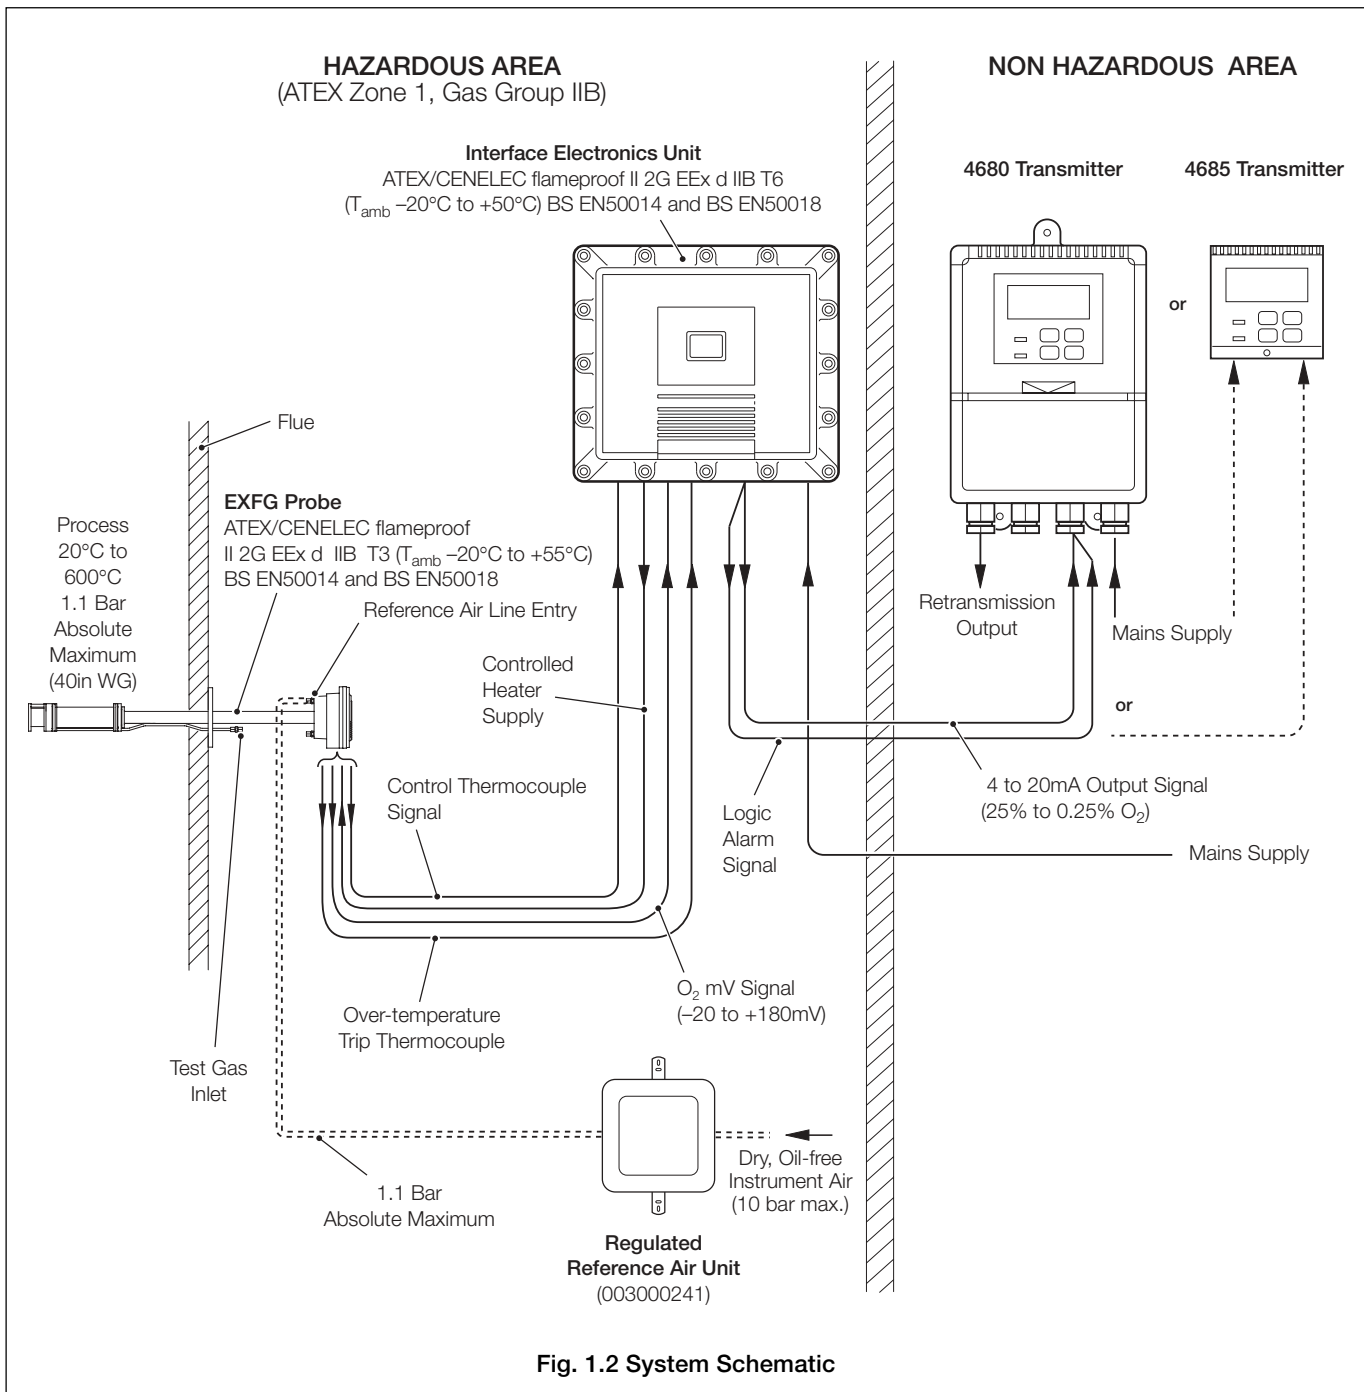 HAZARDOUS AREA
(ATEX Zone 1, Gas Group IIB)
NON HAZARDOUS AREA
Interface Electronics Unit
ATEX/CENELEC flameproof II 2G EEx d IIB T6
(Tamb –20°C to +50°C) BS EN50014 and BS EN50018
4680 Transmitter
4685 Transmitter
or
Flue
EXFG Probe
ATEX/CENELEC flameproof
II 2G EEx d IIB T3 (Tamb –20°C to +55°C)
BS EN50014 and BS EN50018
Process
20°C to
600°C
1.1 Bar
Absolute
Maximum
(40in WG)
Reference Air Line Entry
Retransmission
Output
Mains Supply
Controlled
Heater
Supply
or
Control Thermocouple
Signal
4 to 20mA Output Signal
(25% to 0.25% O2)
Logic
Alarm
Signal
Mains Supply
O2 mV Signal
(–20 to +180mV)
Over-temperature
Trip Thermocouple
Test Gas
Inlet
Dry, Oil-free
Instrument Air
(10 bar max.)
1.1 Bar
Absolute Maximum
Regulated
Reference Air Unit
(003000241)
Fig. 1.2 System Schematic